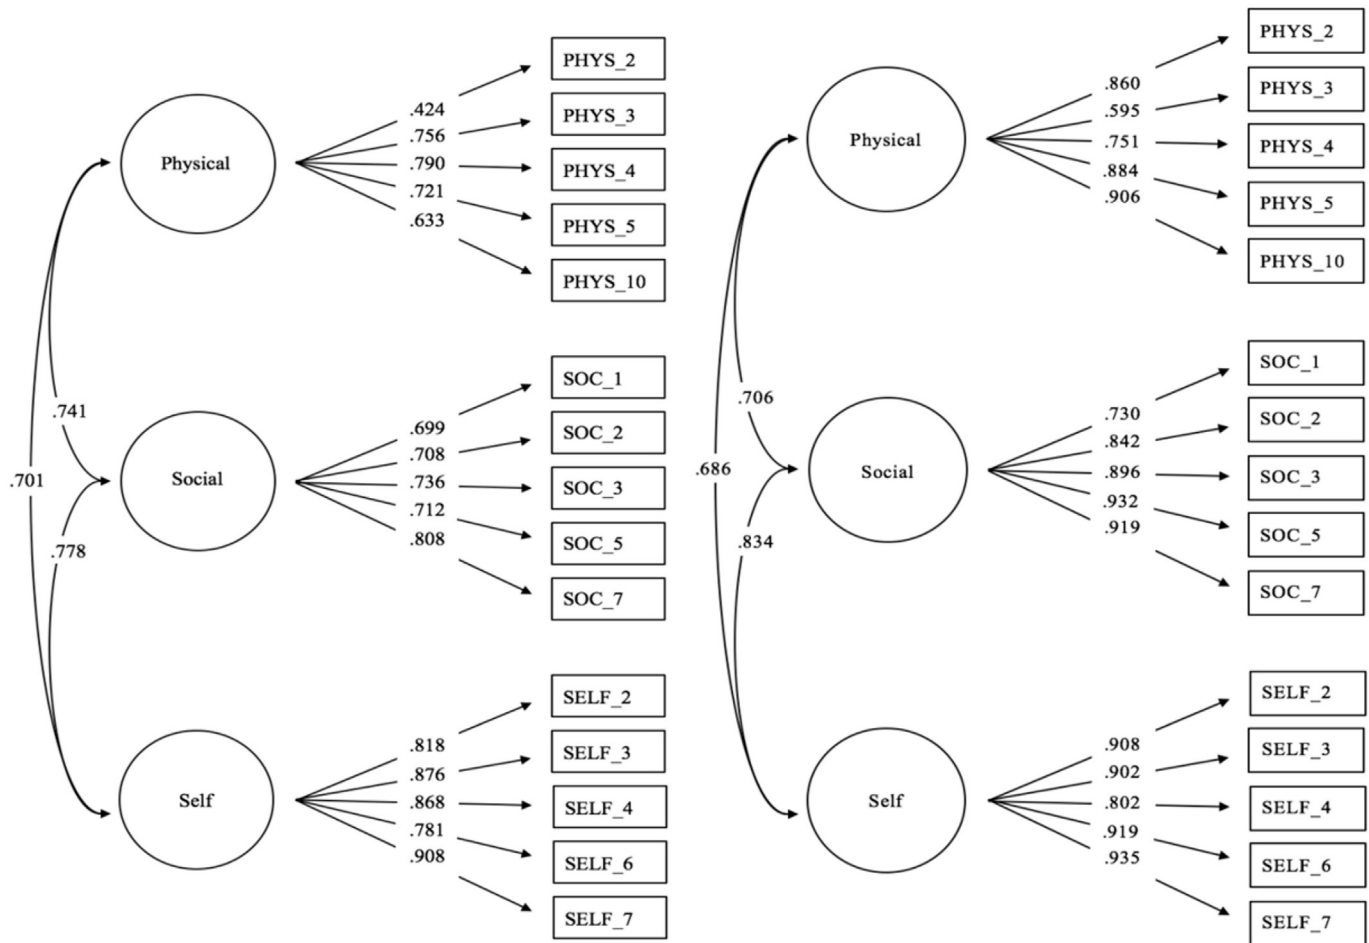 PHYS_2
.424
PHYS_3
.756
Physical
.790
PHYS_4
.721
PHYS_5
.633
PHYS_10
SOC_1
.741
.699
SOC_2
.708
.701
Social
.736
SOC_3
.712
SOC_5
.778
.808
SOC_7
SELF_2
.818
SELF_3
.876
Self
.868
SELF_4
.781
SELF_6
.908
SELF_7
PHYS_2
.860
PHYS_3
.595
Physical
.751
PHYS_4
.884
PHYS_5
.906
PHYS_10
SOC_1
.706
.730
SOC_2
.842
.686
Social
.896
SOC_3
.932
SOC_5
.834
.919
SOC_7
SELF_2
.908
SELF_3
.902
Self
.802
SELF_4
.919
SELF_6
.935
SELF_7